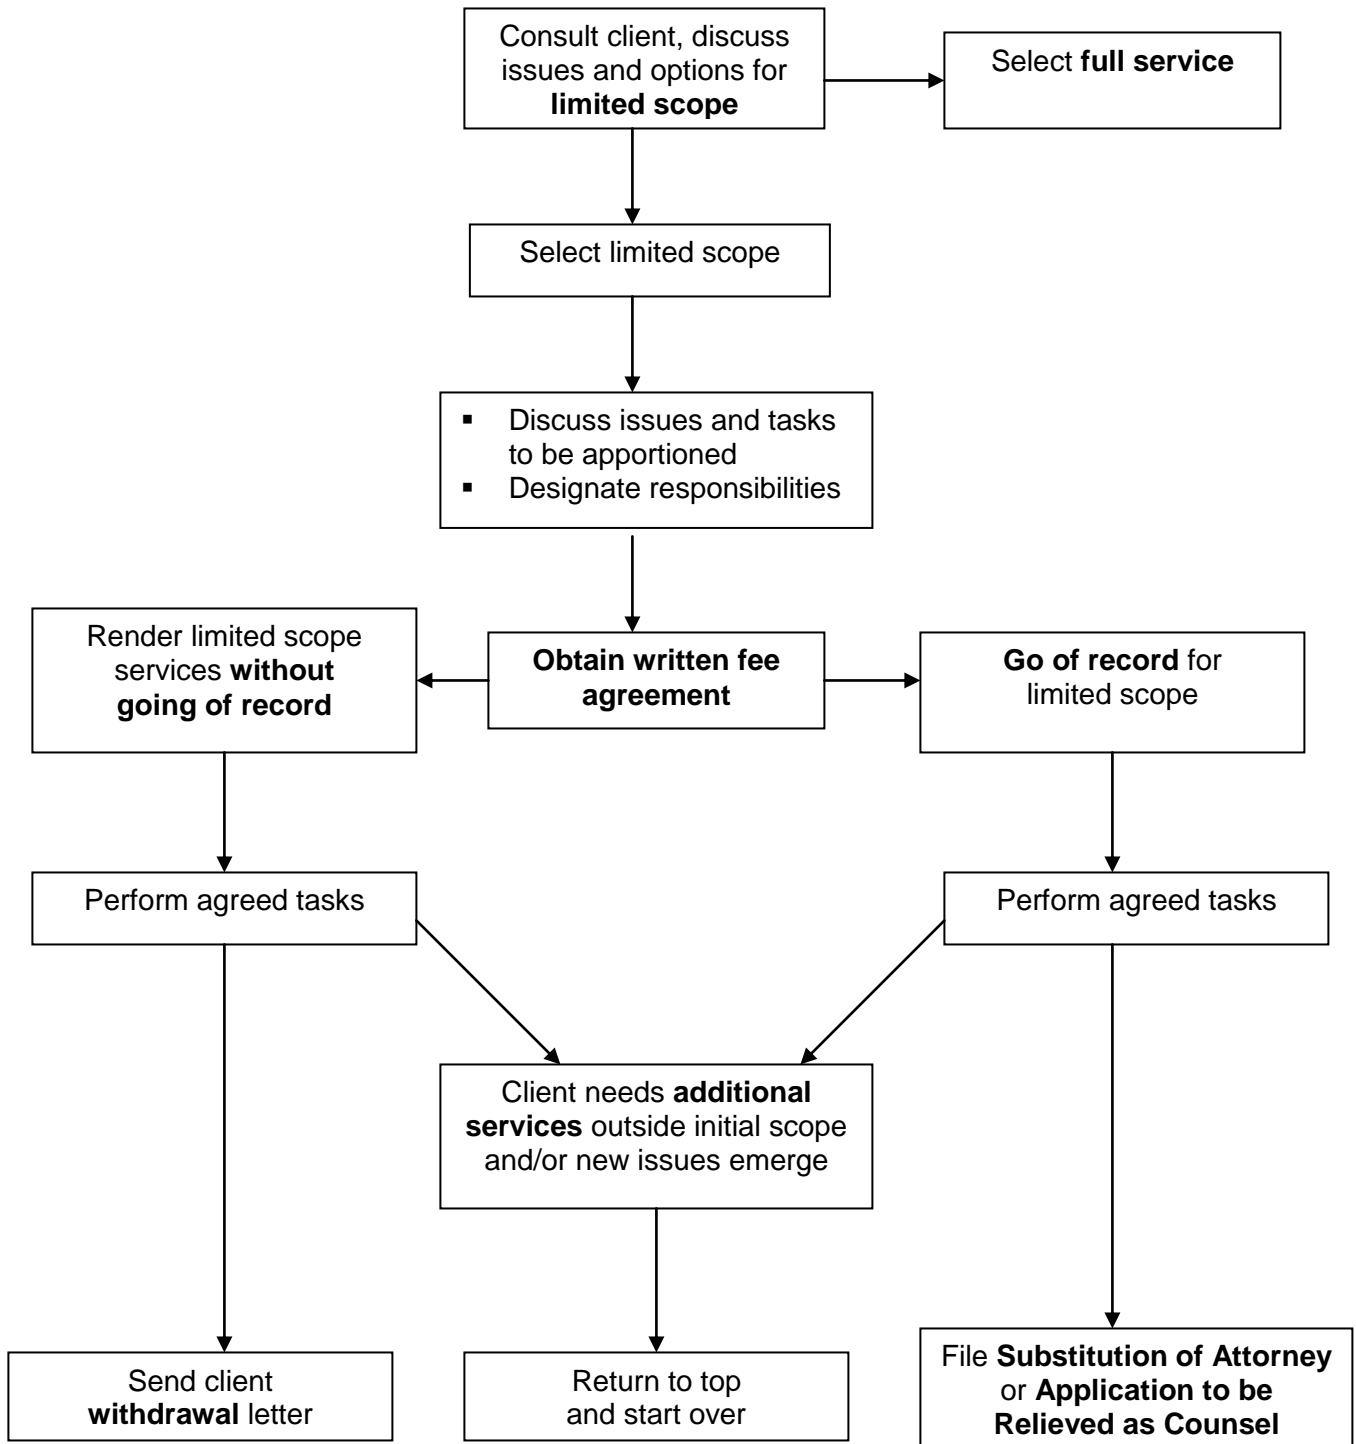 Consult client, discuss
issues and options for
limited scope
Select full service
Select limited scope
▪ Discuss issues and tasks
to be apportioned
▪ Designate responsibilities
Render limited scope
services without
going of record
Obtain written fee
agreement
Go of record for
limited scope
Perform agreed tasks
Perform agreed tasks
Client needs additional
services outside initial scope
and/or new issues emerge
Send client
withdrawal letter
Return to top
and start over
File Substitution of Attorney
or Application to be
Relieved as Counsel